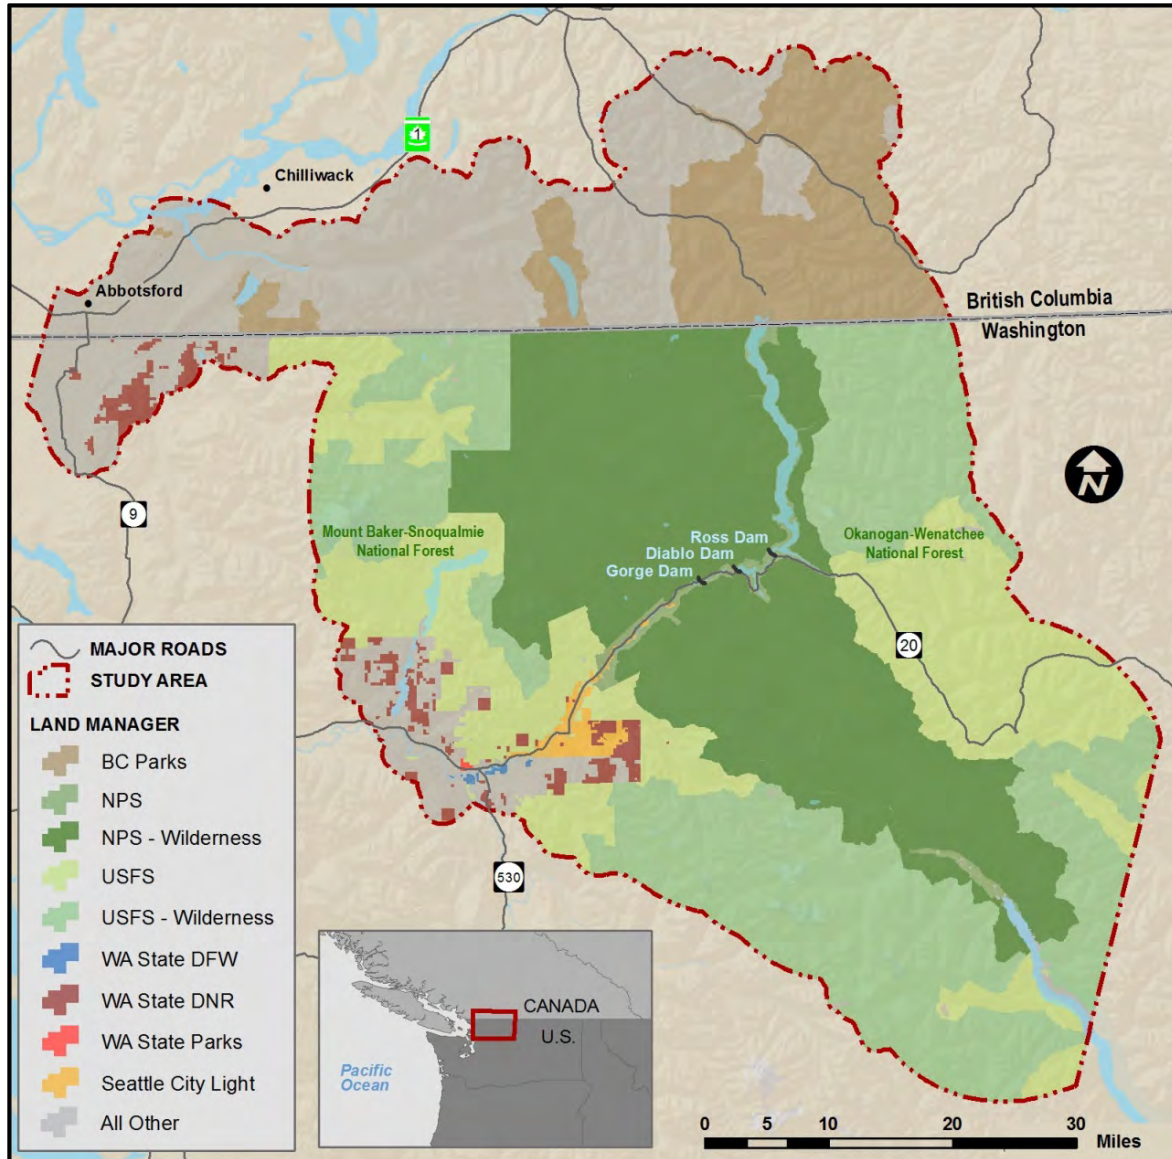 1
Chilliwack
Abbotsford
British Columbia
Washington
N
9
Mount Baker-Snoqualmie
National Forest
Ross Dam
Diablo Dam
Gorge Dam
Okanogan-Wenatchee
National Forest
20
530
MAJOR ROADS
STUDY AREA
LAND MANAGER
BC Parks
NPS
NPS - Wilderness
USFS
USFS - Wilderness
WA State DFW
WA State DNR
WA State Parks
Seattle City Light
All Other
CANADA
U.S.
Pacific
Ocean
0 5 10 20 30
Miles